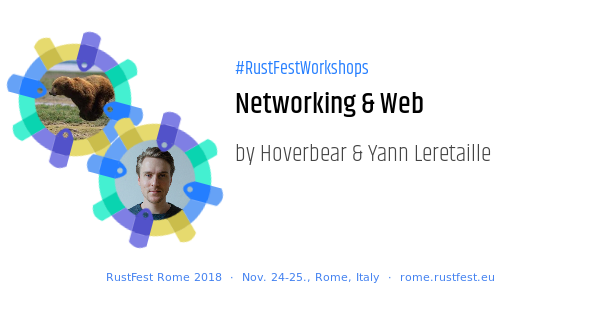 #RustFestWorkshops
Networking & Web
by Hoverbear & Yann Leretaille
RustFest Rome 2018 · Nov. 24-25., Rome, Italy · rome.rustfest.eu